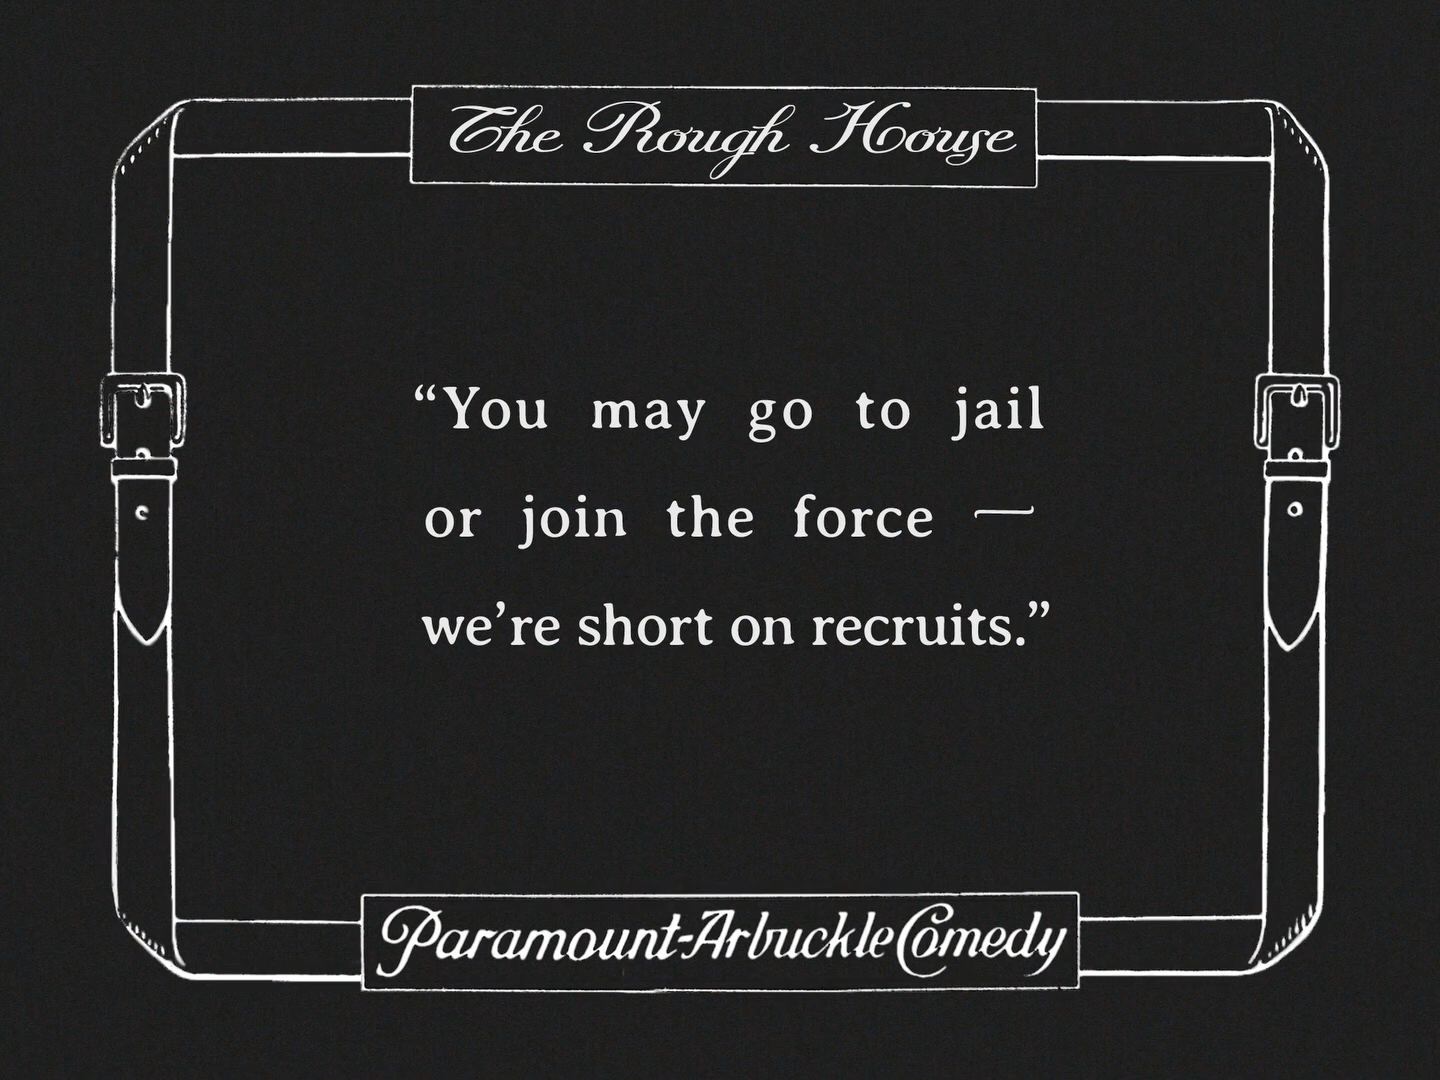 The Rough House
“You may go to jail
or join the force —
we’re short on recruits.”
Paramount-Arbuckle Comedy